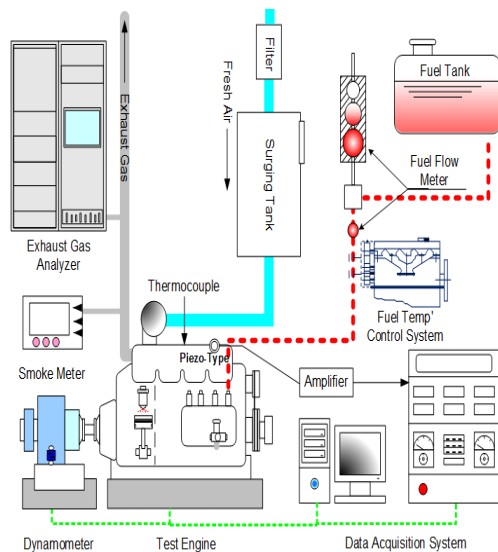 Filter
Fuel Tank
Fresh Air
Exhaust Gas
Surging Tank
Fuel Flow
Meter
Exhaust Gas
Analyzer
Thermocouple
Fuel Temp'
Control System
Piezo-Type
Smoke Meter
Amplifier
Dynamometer
Test Engine
Data Acquisition System